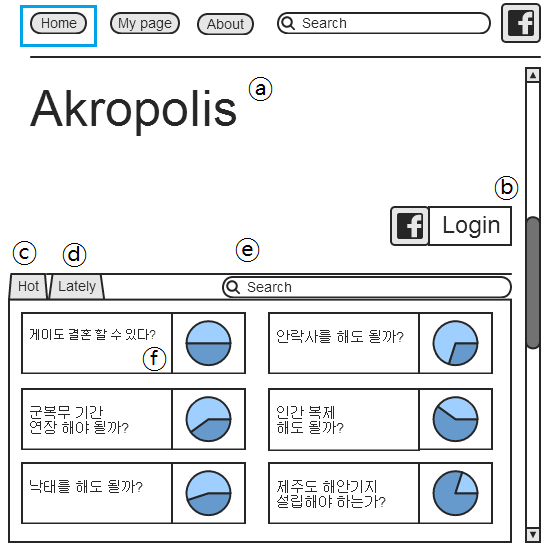 Home
My page
About
Search
f
Akropolis
ⓐ
ⓑ
f
Login
ⓒ
ⓓ
ⓔ
Hot
Lately
Search
게이도 결혼 할 수 있다?
ⓕ
안락사를 해도 될까?
군복무 기간
연장 해야 될까?
인간 복제
해도 될까?
낙태를 해도 될까?
제주도 해안기지
설립해야 하는가?